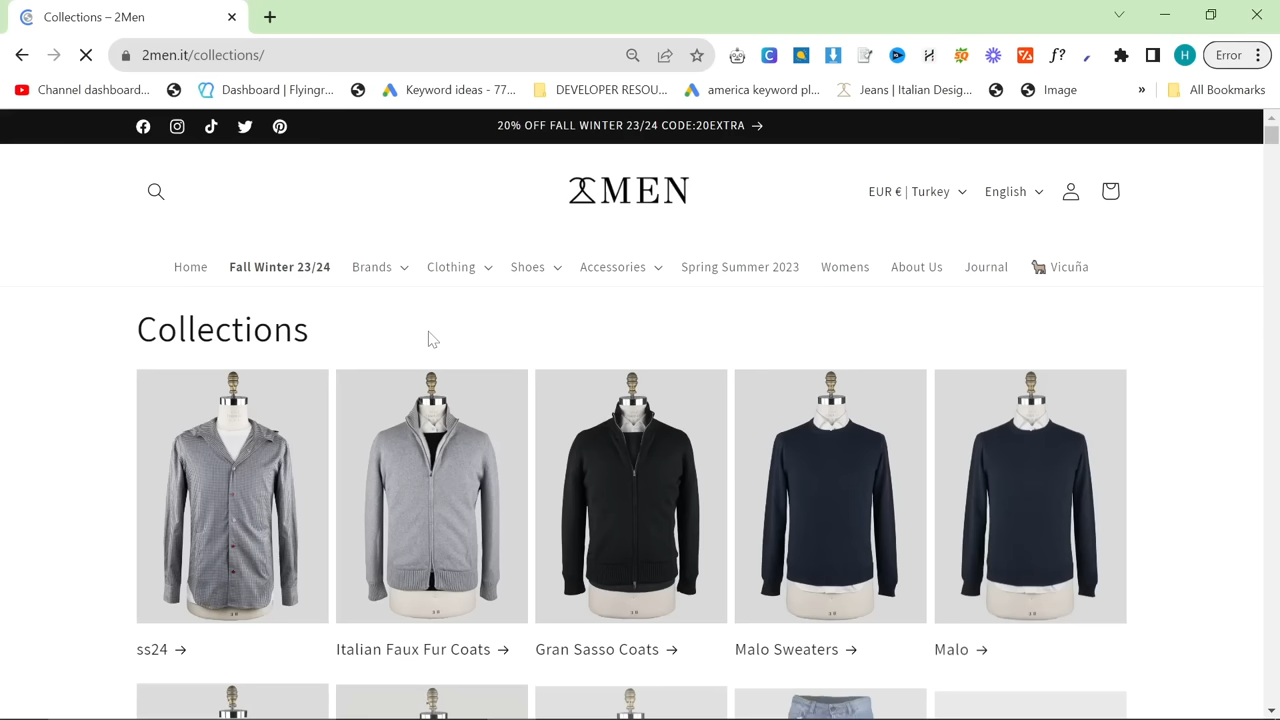 Collections – 2Men
2men.it/collections/
Error
Channel dashboard...
Dashboard | Flyingr...
Keyword ideas - 77...
DEVELOPER RESOU...
america keyword pl...
Jeans | Italian Desig...
Image
»
All Bookmarks
20% OFF FALL WINTER 23/24 CODE:20EXTRA →
2MEN
EUR € | Turkey
English
Home
Fall Winter 23/24
Brands
Clothing
Shoes
Accessories
Spring Summer 2023
Womens
About Us
Journal
Vicuña
Collections
ss24 →
Italian Faux Fur Coats →
Gran Sasso Coats →
Malo Sweaters →
Malo →